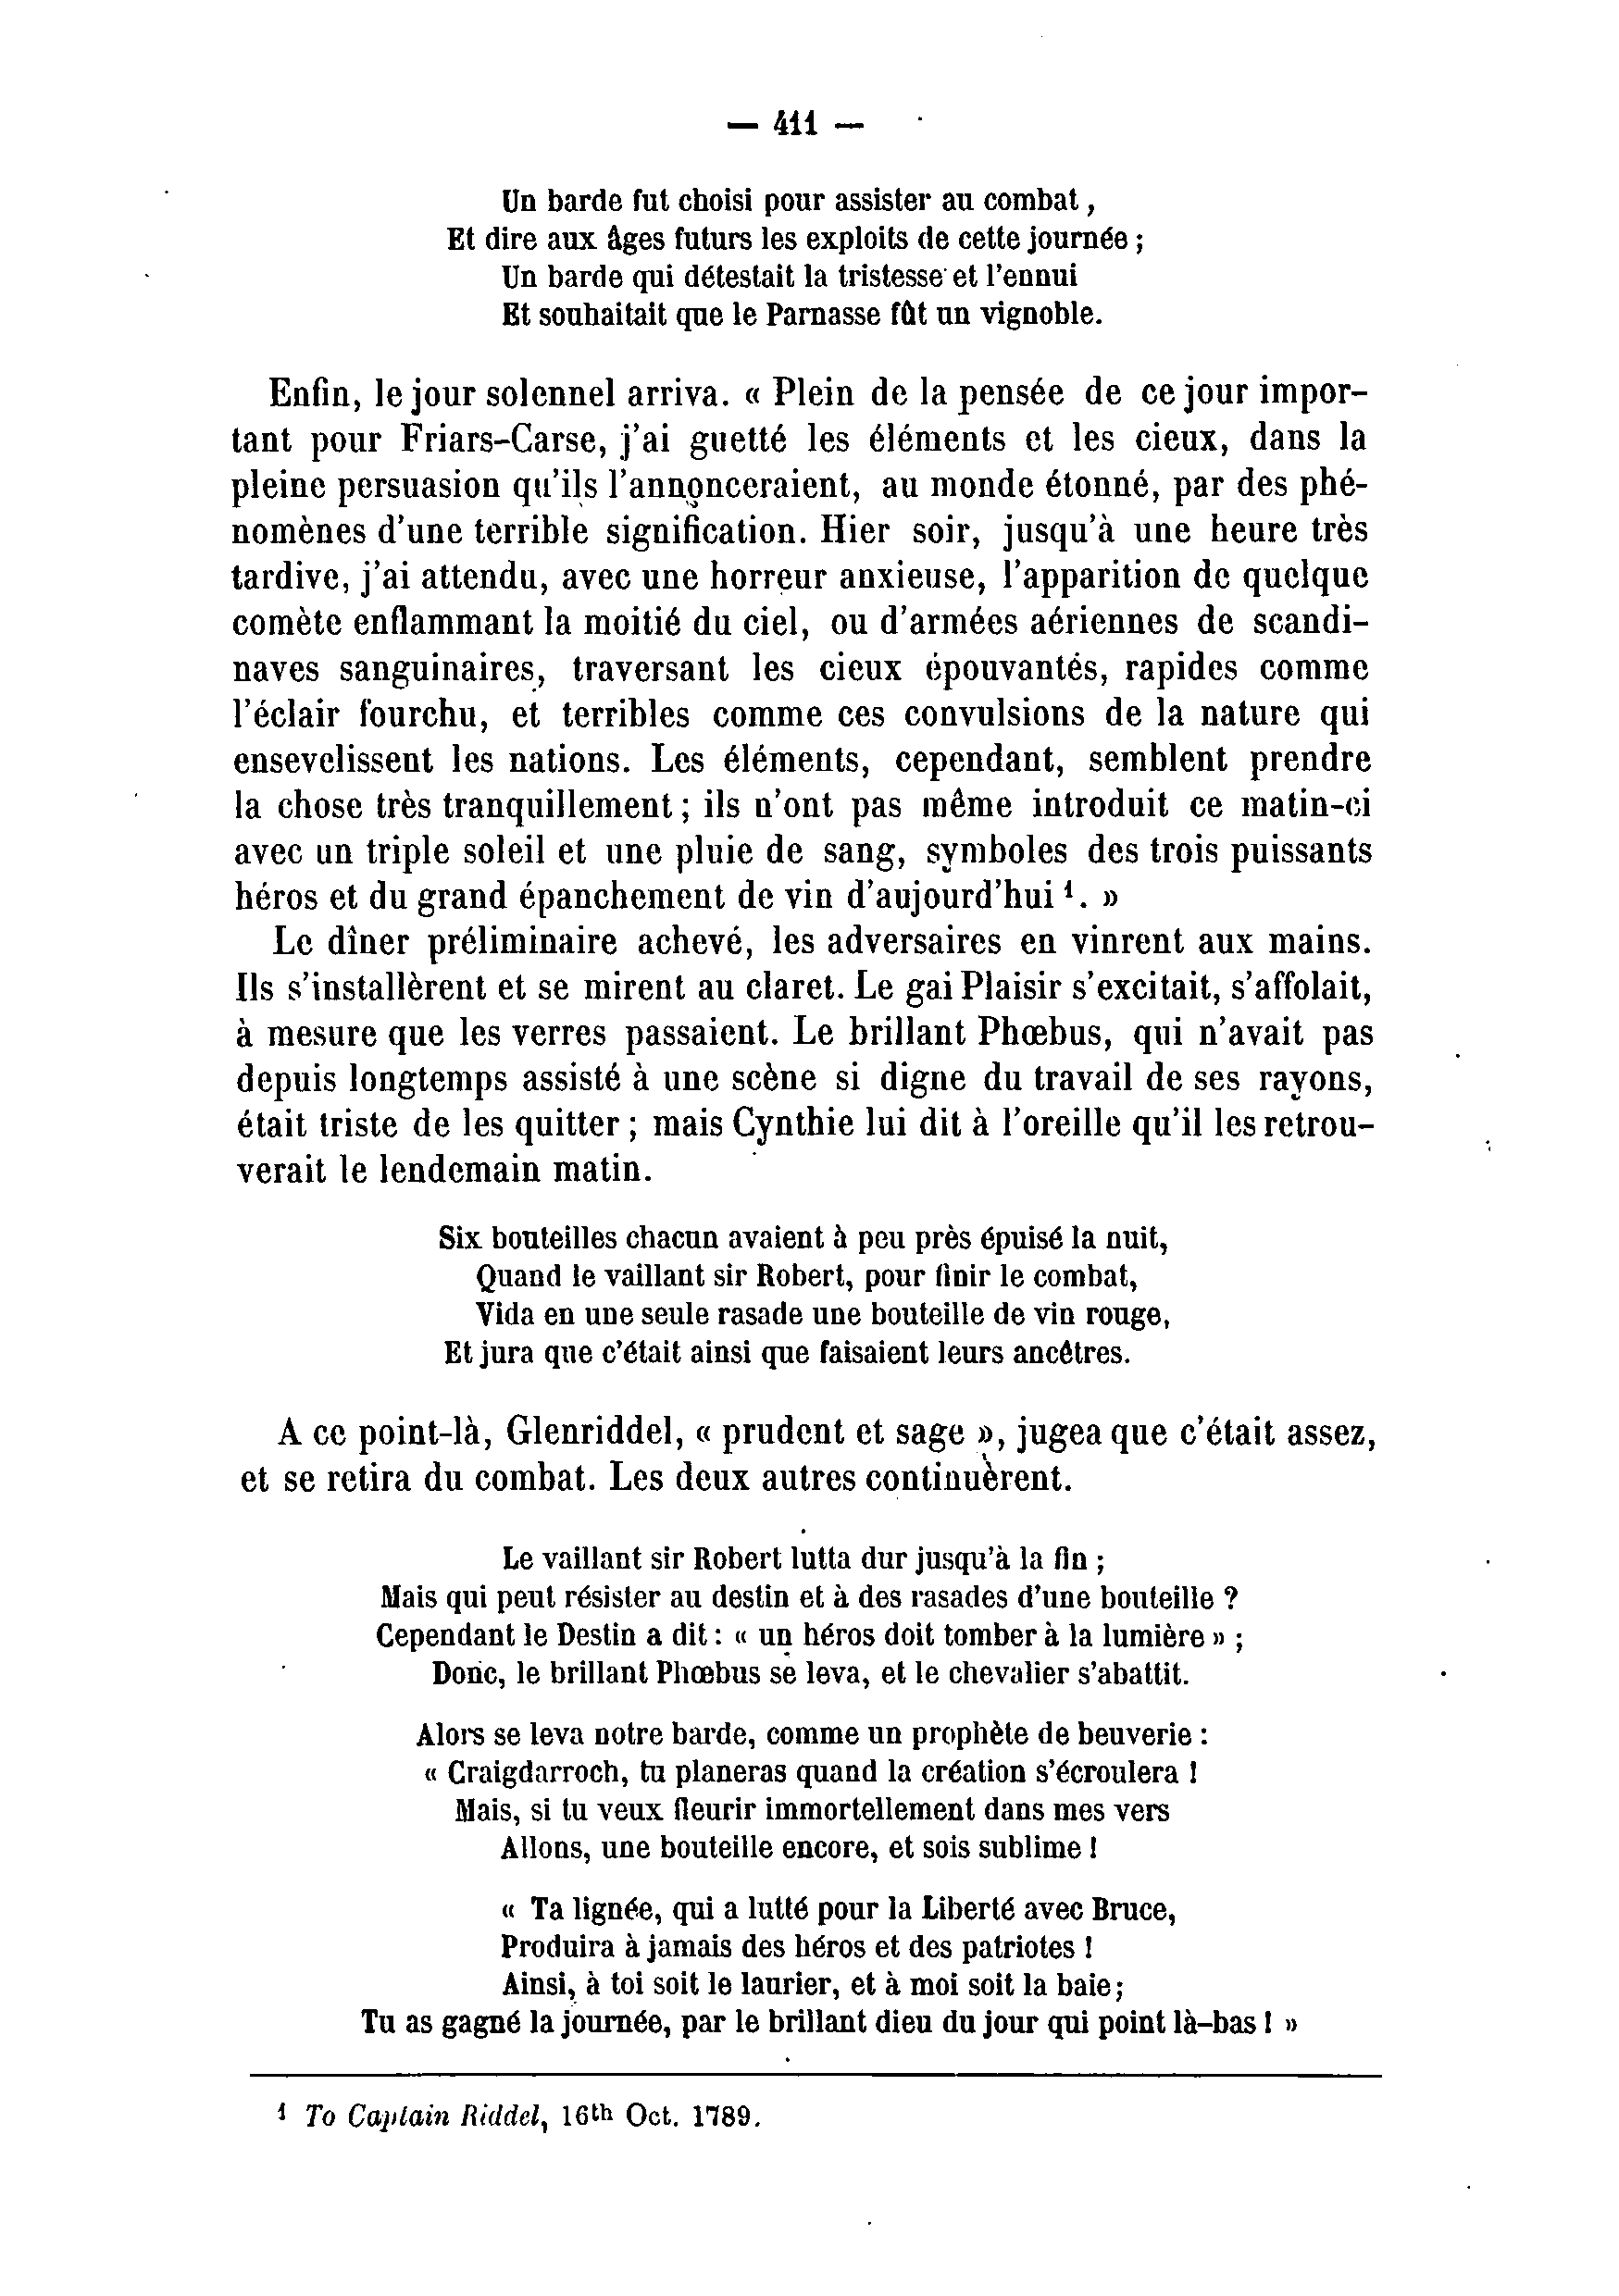 — 411 —
Un barde fut choisi pour assister au combat,
Et dire aux âges futurs les exploits de cette journée ;
Un barde qui détestait la tristesse et l'ennui
Et souhaitait que le Parnasse fût un vignoble.
Enfin, le jour solennel arriva. « Plein de la pensée de ce jour impor-
tant pour Friars-Carse, j'ai guetté les éléments et les cieux, dans la
pleine persuasion qu'ils l'annonceraient, au monde étonné, par des phé-
nomènes d'une terrible signification. Hier soir, jusqu'à une heure très
tardive, j'ai attendu, avec une horreur anxieuse, l'apparition de quelque
comète enflammant la moitié du ciel, ou d'armées aériennes de scandi-
naves sanguinaires, traversant les cieux épouvantés, rapides comme
l'éclair fourchu, et terribles comme ces convulsions de la nature qui
ensevelissent les nations. Les éléments, cependant, semblent prendre
la chose très tranquillement ; ils n'ont pas même introduit ce matin-ci
avec un triple soleil et une pluie de sang, symboles des trois puissants
héros et du grand épanchement de vin d'aujourd'hui ¹. »
Le dîner préliminaire achevé, les adversaires en vinrent aux mains.
Ils s'installèrent et se mirent au claret. Le gai Plaisir s'excitait, s'affolait,
à mesure que les verres passaient. Le brillant Phœbus, qui n'avait pas
depuis longtemps assisté à une scène si digne du travail de ses rayons,
était triste de les quitter ; mais Cynthie lui dit à l'oreille qu'il les retrou-
verait le lendemain matin.
Six bouteilles chacun avaient à peu près épuisé la nuit,
Quand le vaillant sir Robert, pour finir le combat,
Vida en une seule rasade une bouteille de vin rouge,
Et jura que c'était ainsi que faisaient leurs ancêtres.
A ce point-là, Glenriddel, « prudent et sage », jugea que c'était assez,
et se retira du combat. Les deux autres continuèrent.
Le vaillant sir Robert lutta dur jusqu'à la fin ;
Mais qui peut résister au destin et à des rasades d'une bouteille ?
Cependant le Destin a dit : « un héros doit tomber à la lumière » ;
Donc, le brillant Phœbus se leva, et le chevalier s'abattit.
Alors se leva notre barde, comme un prophète de beuverie :
« Craigdarroch, tu planeras quand la création s'écroulera !
Mais, si tu veux fleurir immortellement dans mes vers
Allons, une bouteille encore, et sois sublime !
« Ta lignée, qui a lutté pour la Liberté avec Bruce,
Produira à jamais des héros et des patriotes !
Ainsi, à toi soit le laurier, et à moi soit la baie;
Tu as gagné la journée, par le brillant dieu du jour qui point là-bas ! »
¹ To Captain Riddel, 16th Oct. 1789.